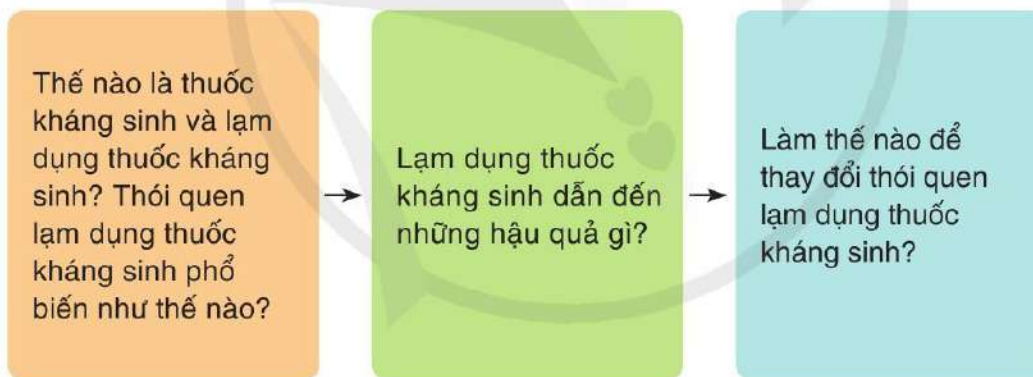 Thế nào là thuốc
kháng sinh và lạm
dụng thuốc kháng
sinh? Thói quen
lạm dụng thuốc
kháng sinh phổ
biến như thế nào?
Lạm dụng thuốc
kháng sinh dẫn đến
những hậu quả gì?
Làm thế nào để
thay đổi thói quen
lạm dụng thuốc
kháng sinh?